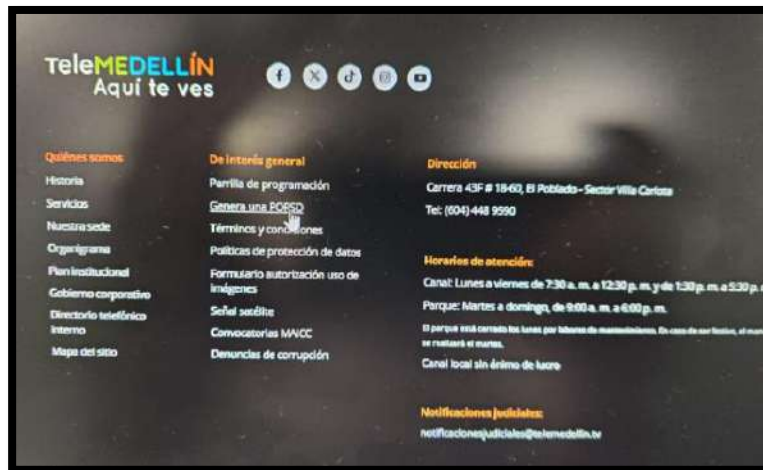 TeleMEDELLÍN
Aquí te ves
Quiénes somos
Historia
Servicios
Nuestra sede
Organigrama
Plan institucional
Gobierno corporativo
Directorio telefónico
interno
Mapa del sitio
De interés general
Parrilla de programación
Genera una PQRSD
Términos y condiciones
Políticas de protección de datos
Formulario autorización uso de
imágenes
Señal satélite
Convocatorias MAICC
Denuncias de corrupción
Dirección
Carrera 43F # 18-60, El Poblado - Sector Villa Carlota
Tel: (604) 448 9590
Horarios de atención:
Canal: Lunes a viernes de 7:30 a. m. a 12:30 p. m. y de 1:30 p. m. a 5:30 p.
Parque: Martes a domingo, de 9:00 a. m. a 6:00 p. m.
El parque está cerrado los lunes por labores de mantenimiento. En caso de ser festivo, el
se realizará el martes.
Canal local sin ánimo de lucro
Notificaciones judiciales:
notificacionesjudiciales@telemedellin.tv